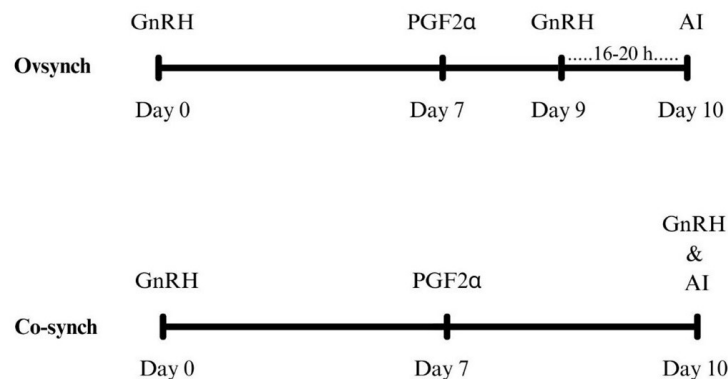 GnRH PGF2α GnRH AI
Ovsynch .....16-20 h.....
Day 0 Day 7 Day 9 Day 10
GnRH
&
GnRH PGF2α AI
Co-synch
Day 0 Day 7 Day 10